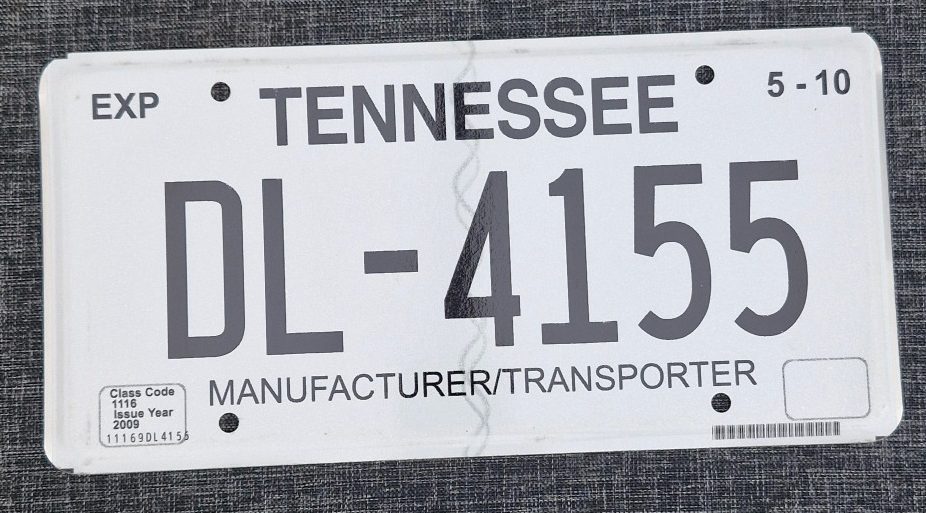 EXP TENNESSEE 5-10
DL-4155
MANUFACTURER/TRANSPORTER
Class Code
1116
Issue Year
2009
11169DL4155